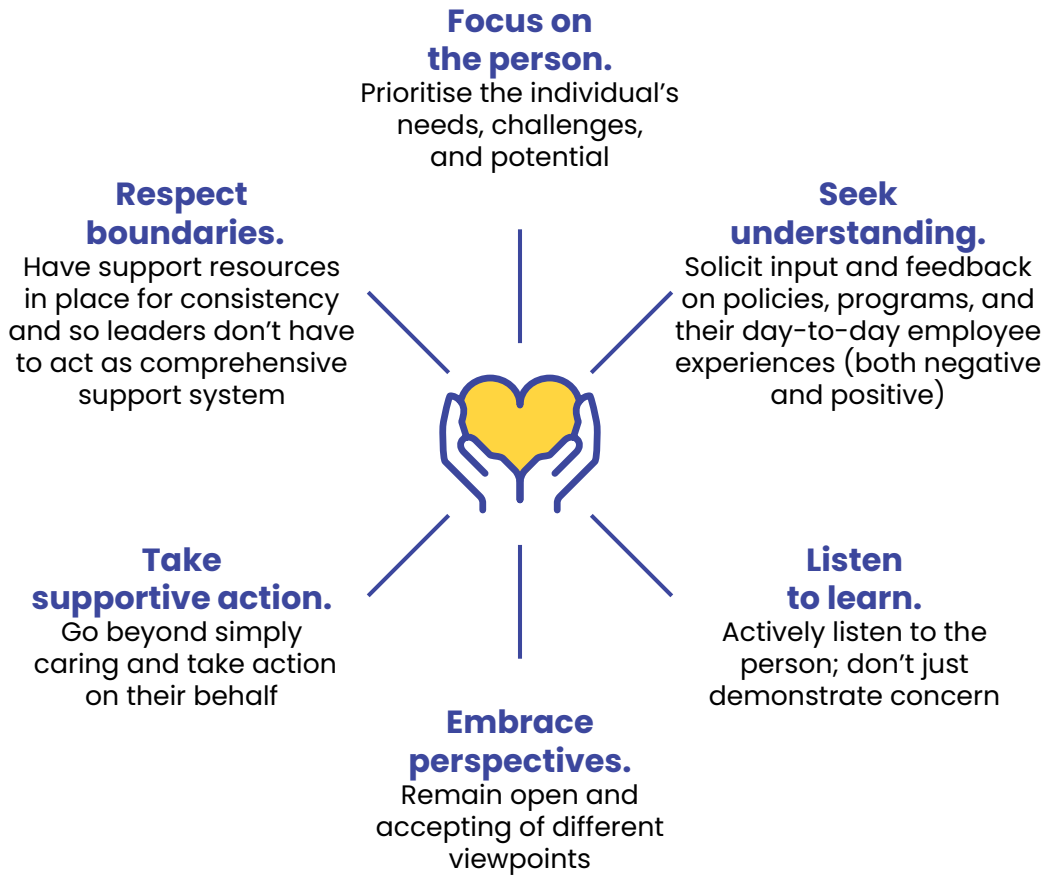 Focus on
the person.
Prioritise the individual's
needs, challenges,
and potential
Seek
understanding.
Solicit input and feedback
on policies, programs, and
their day-to-day employee
experiences (both negative
and positive)
Listen
to learn.
Actively listen to the
person; don't just
demonstrate concern
Embrace
perspectives.
Remain open and
accepting of different
viewpoints
Take
supportive action.
Go beyond simply
caring and take action
on their behalf
Respect
boundaries.
Have support resources
in place for consistency
and so leaders don't have
to act as comprehensive
support system